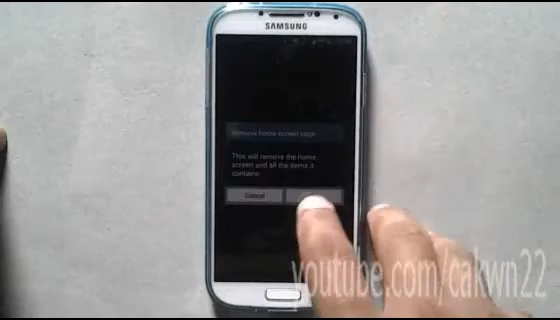 SAMSUNG
Remove home screen page
This will remove the home
screen and all the items it
contains
Cancel
youtube.com/cakwn22